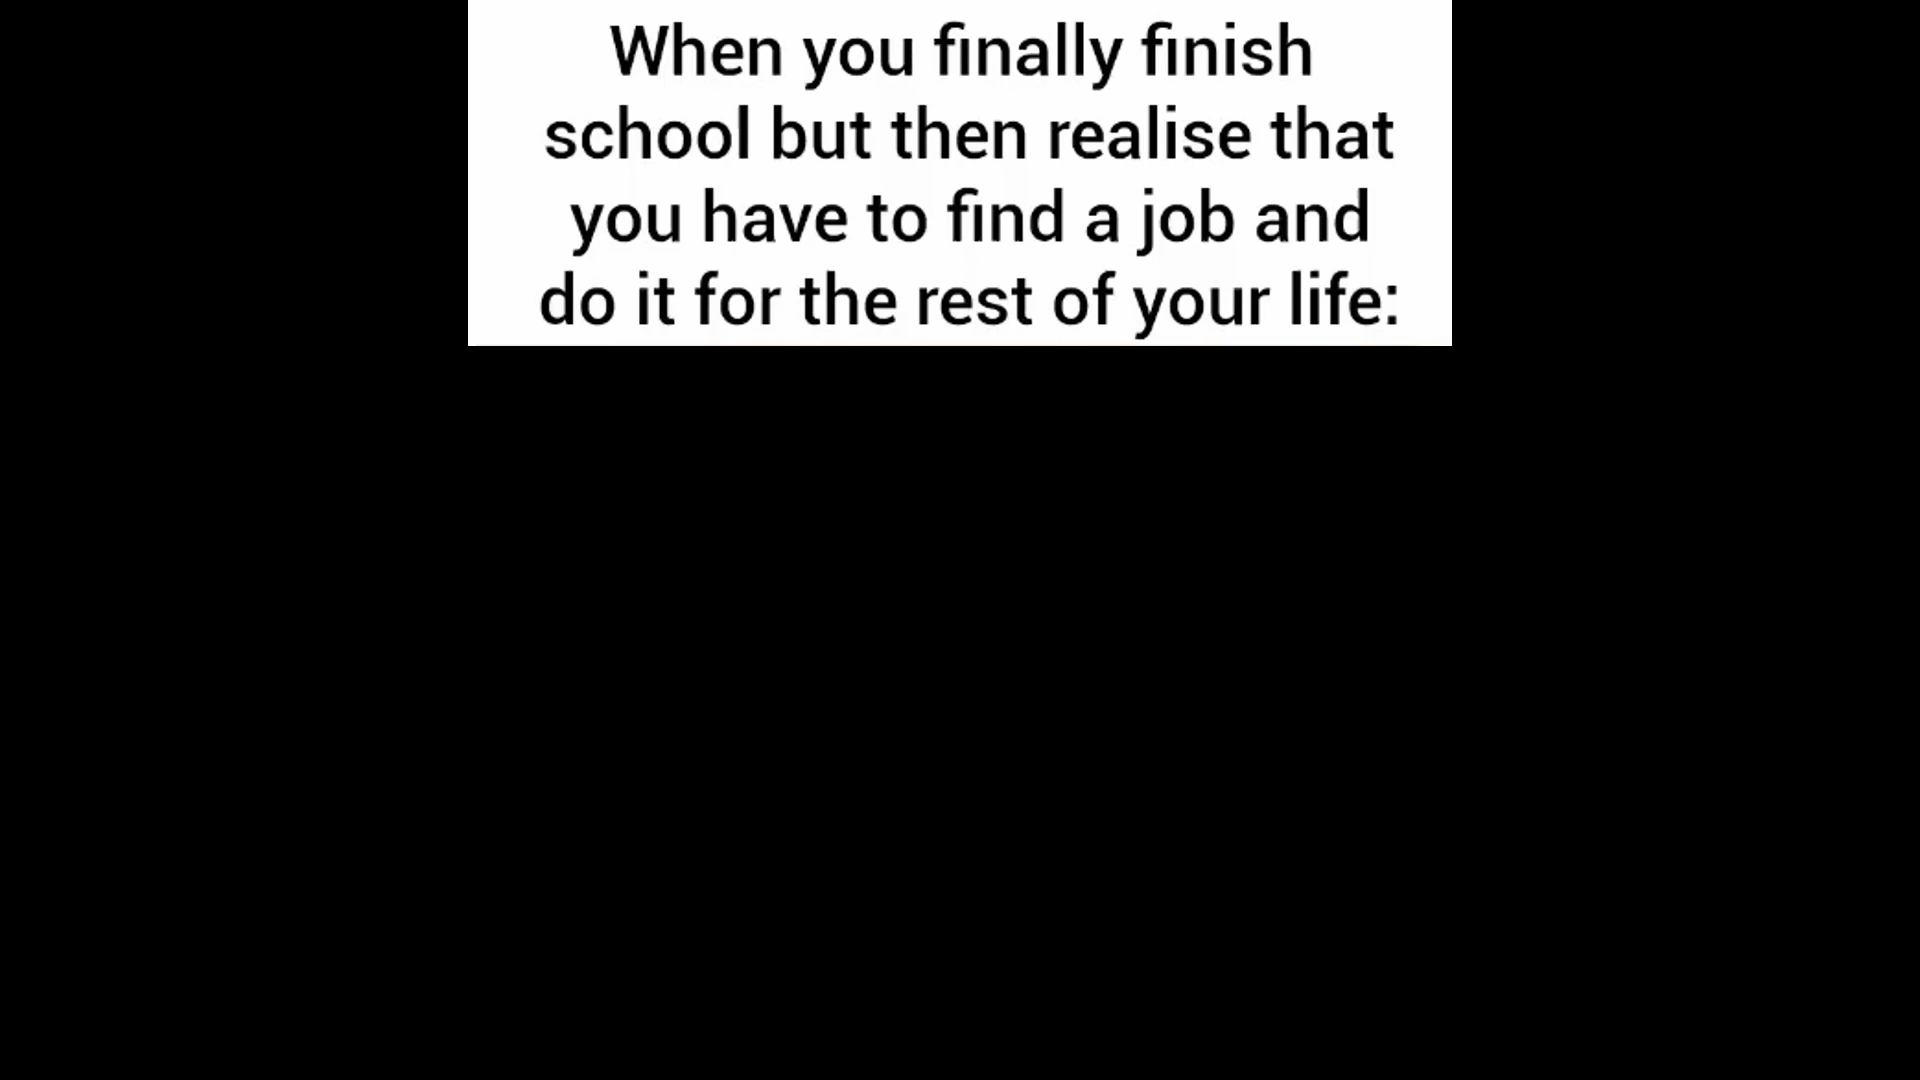 When you finally finish
school but then realise that
you have to find a job and
do it for the rest of your life: